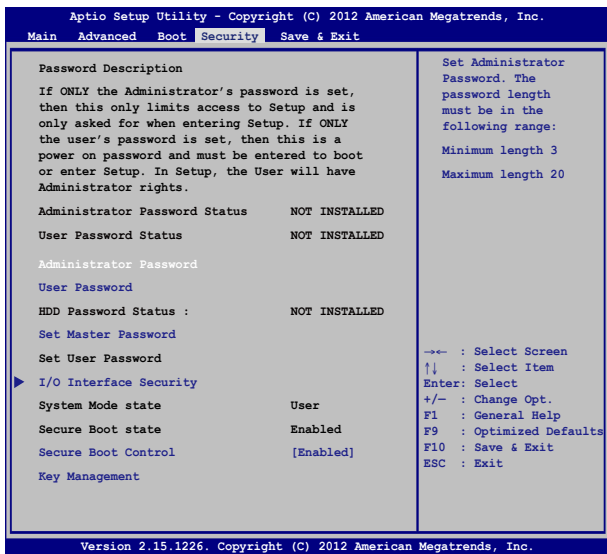 Aptio Setup Utility - Copyright (C) 2012 American Megatrends, Inc.
Main Advanced Boot Security Save & Exit
Password Description
If ONLY the Administrator's password is set,
then this only limits access to Setup and is
only asked for when entering Setup. If ONLY
the user's password is set, then this is a
power on password and must be entered to boot
or enter Setup. In Setup, the User will have
Administrator rights.
Administrator Password Status NOT INSTALLED
User Password Status NOT INSTALLED
Administrator Password
User Password
HDD Password Status : NOT INSTALLED
Set Master Password
Set User Password
I/O Interface Security
System Mode state User
Secure Boot state Enabled
Secure Boot Control [Enabled]
Key Management
Set Administrator
Password. The
password length
must be in the
following range:
Minimum length 3
Maximum length 20
→← : Select Screen
↑↓ : Select Item
Enter: Select
+/— : Change Opt.
F1 : General Help
F9 : Optimized Defaults
F10 : Save & Exit
ESC : Exit
Version 2.15.1226. Copyright (C) 2012 American Megatrends, Inc.